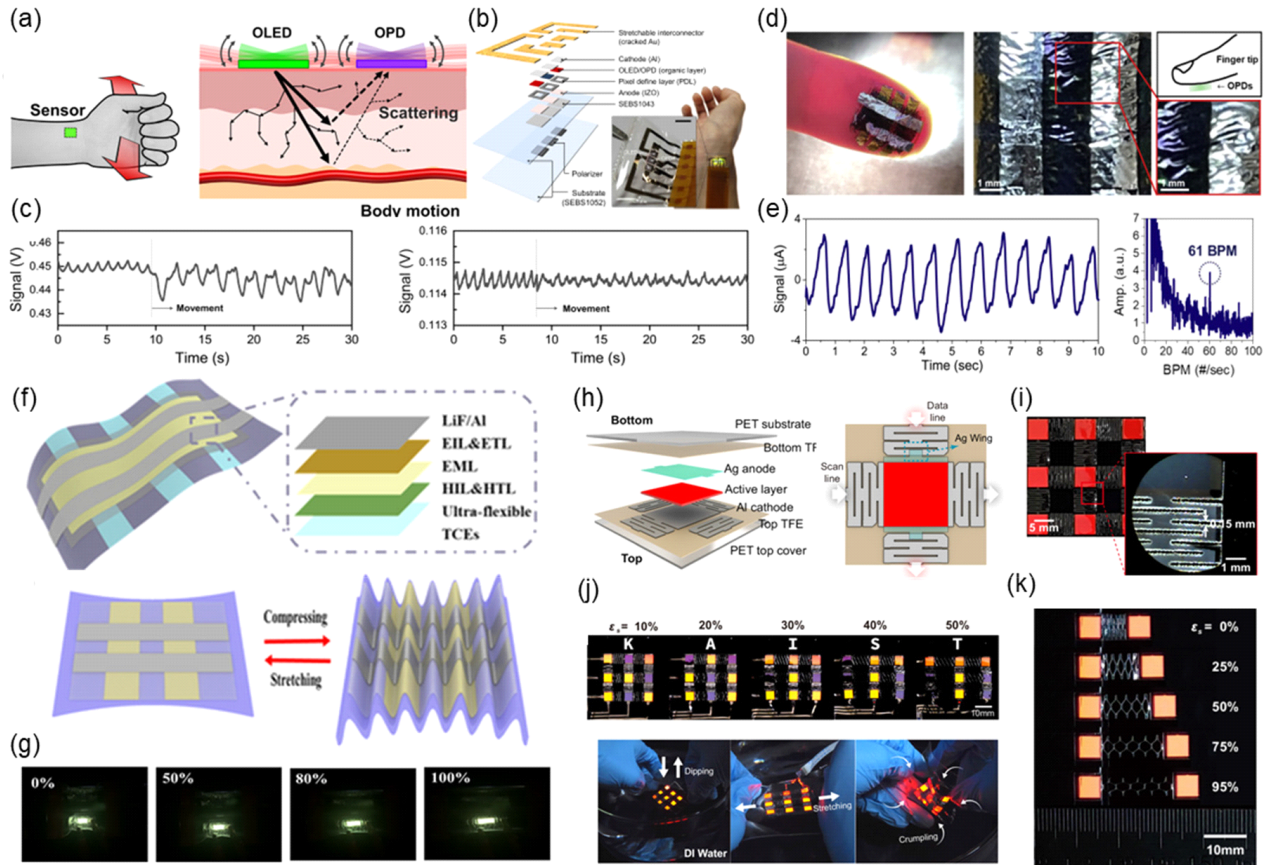 (a)
OLED
OPD
Sensor
Scattering
Body motion
(b)
Stretchable interconnector
(cracked Au)
Cathode (Al)
OLED/OPD (organic layer)
Pixel define layer (PDL)
Anode (IZO)
SEBS1043
Polarizer
Substrate
(SEBS1052)
(c)
Signal (V)
0.46
0.45
0.44
0.43
Movement
0 5 10 15 20 25 30
Time (s)
Signal (V)
0.116
0.115
0.114
0.113
Movement
0 5 10 15 20 25 30
Time (s)
(d)
1 mm
Finger tip
← OPDs
1 mm
(e)
Signal (µA)
4
0
-4
0 1 2 3 4 5 6 7 8 9 10
Time (sec)
Amp. (a.u.)
7
6
5
4
3
2
1
0
61 BPM
0 20 40 60 80 100
BPM (#/sec)
(f)
LiF/Al
EIL&ETL
EML
HIL&HTL
Ultra-flexible
TCEs
Compressing
Stretching
(g)
0%
50%
80%
100%
(h)
Bottom
PET substrate
Bottom TF
Ag anode
Active layer
Al cathode
Top TFE
PET top cover
Top
Data
line
Ag Wing
Scan
line
(i)
5 mm
0.15 mm
1 mm
(j)
εs = 10%
20%
30%
40%
50%
K
A
I
S
T
10mm
Dipping
DI Water
Stretching
Crumpling
(k)
εs = 0%
25%
50%
75%
95%
10mm